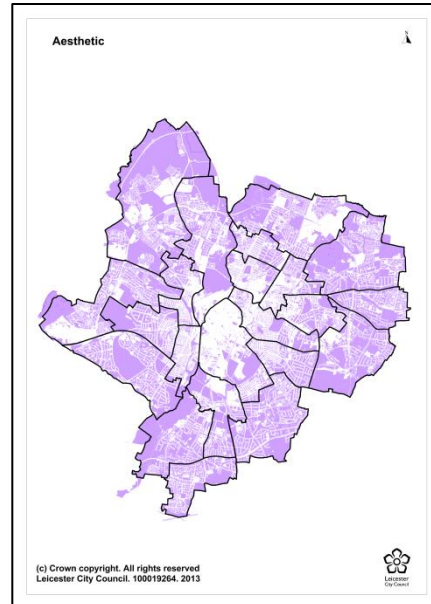 Aesthetic
(c) Crown copyright. All rights reserved
Leicester City Council. 100019264. 2013
Leicester
City Council